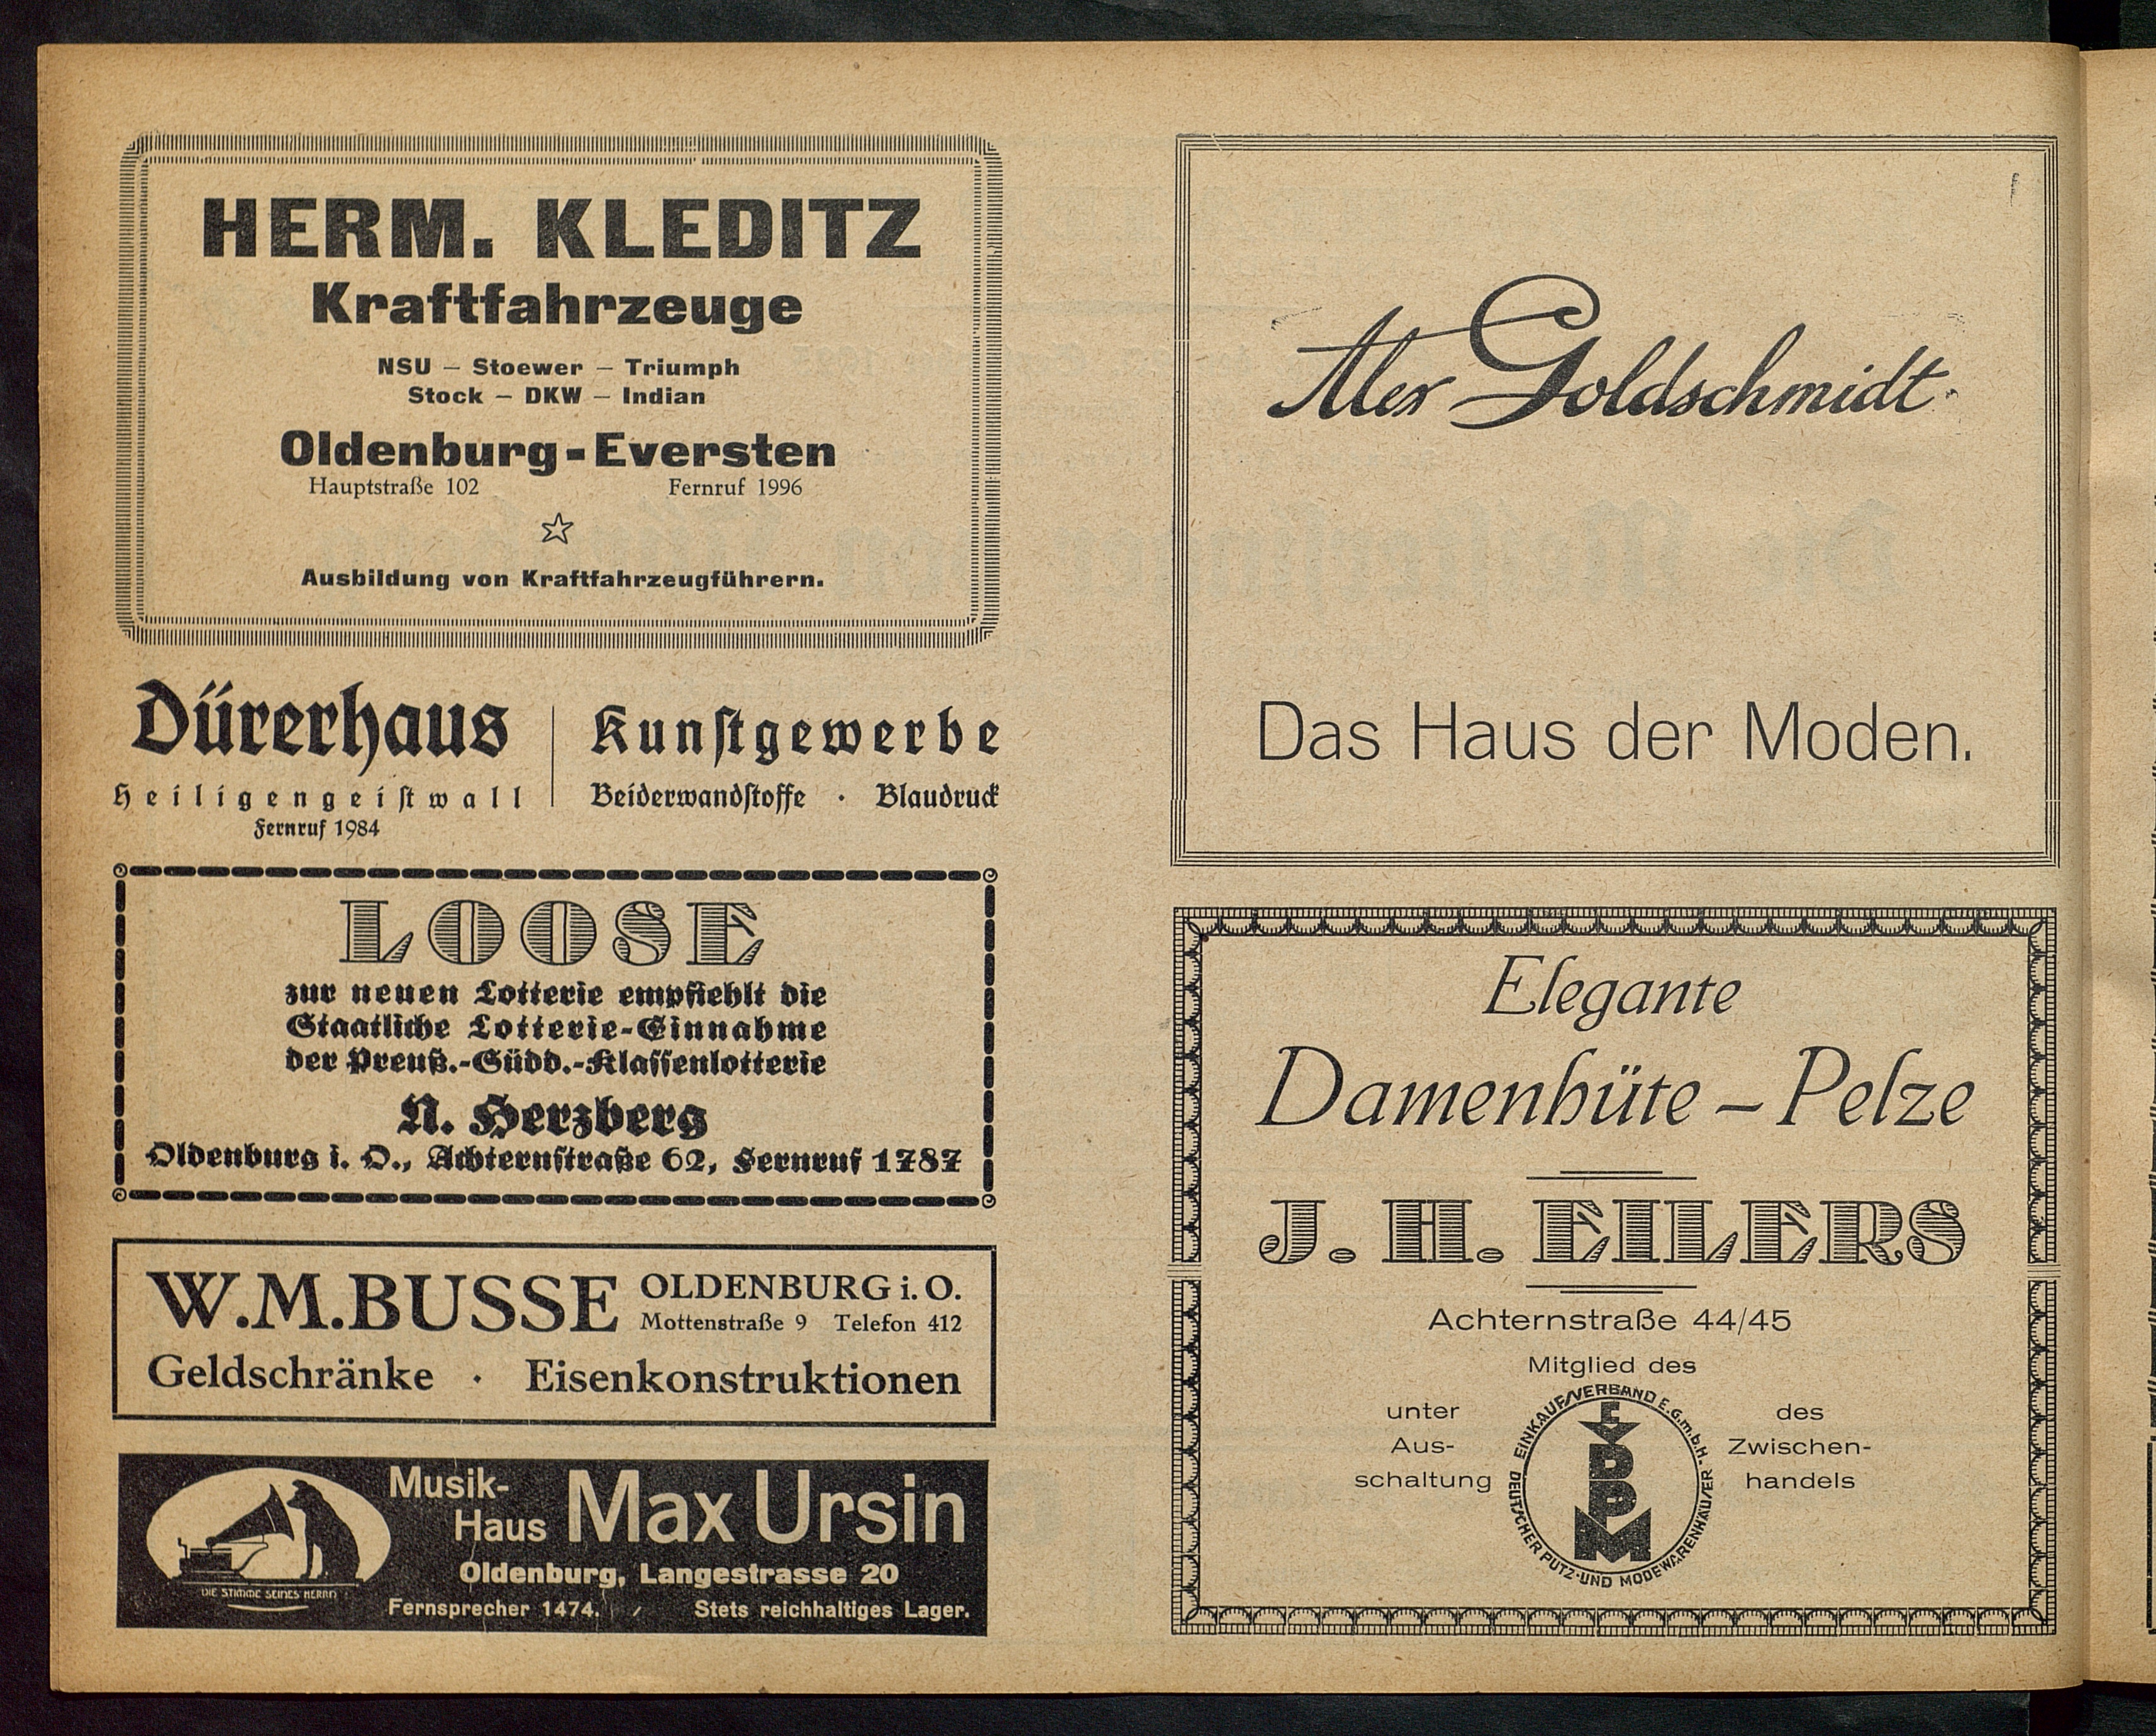 HERM. KLEDITZ
Kraftfahrzeuge
NSU – Stoewer – Triumph
Stock – DKW – Indian
Oldenburg-Eversten
Hauptstraße 102 Fernruf 1996
Ausbildung von Kraftfahrzeugführern.
Dürerhaus
Heiligengeistwall
Fernruf 1984
Kunstgewerbe
Beiderwandstoffe · Blaudruck
LOOSE
zur neuen Lotterie empfiehlt die
Staatliche Lotterie-Einnahme
der Preuß.-Südd.-Klassenlotterie
N. Herzberg
Oldenburg i. O., Achternstraße 62, Fernruf 1787
W.M.BUSSE OLDENBURG i. O.
Mottenstraße 9 Telefon 412
Geldschränke · Eisenkonstruktionen
DIE STIMME SEINES HERRN
Musik-
Haus Max Ursin
Oldenburg, Langestrasse 20
Fernsprecher 1474. Stets reichhaltiges Lager.
Alex Goldschmidt
Das Haus der Moden.
Elegante
Damenhüte – Pelze
J. H. EILERS
Achternstraße 44/45
Mitglied des
unter
Aus-
schaltung
EINKAUFSVERBAND E.G.m.b.H. DEUTSCHER PUTZ-UND MODEWARENHÄUSER
EVDPM
des
Zwischen-
handels